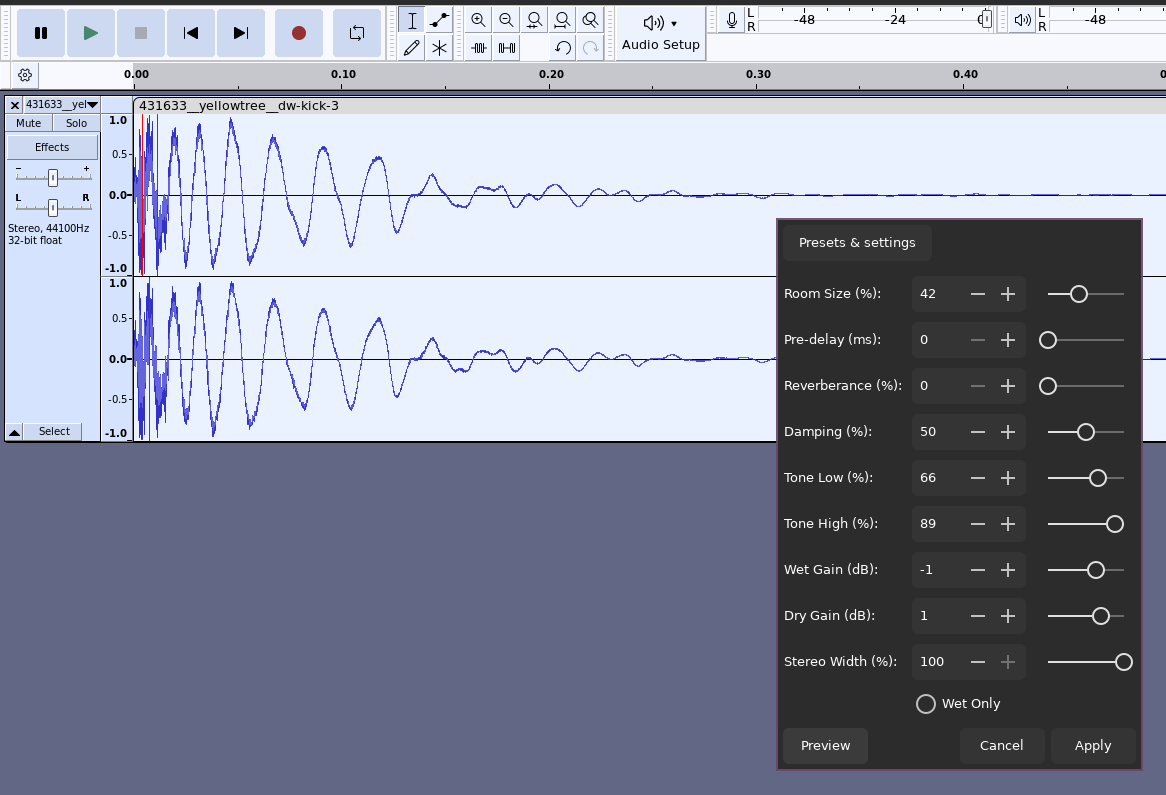 Audio Setup
L
R
-48
-24
L
R
-48
0.00
0.10
0.20
0.30
0.40
431633__yel
431633__yellowtree__dw-kick-3
Mute
Solo
Effects
-
+
L
R
Stereo, 44100Hz
32-bit float
Select
1.0
0.5
0.0
-0.5
-1.0
1.0
0.5
0.0
-0.5
-1.0
Presets & settings
Room Size (%):
42
Pre-delay (ms):
0
Reverberance (%):
0
Damping (%):
50
Tone Low (%):
66
Tone High (%):
89
Wet Gain (dB):
-1
Dry Gain (dB):
1
Stereo Width (%):
100
Wet Only
Preview
Cancel
Apply